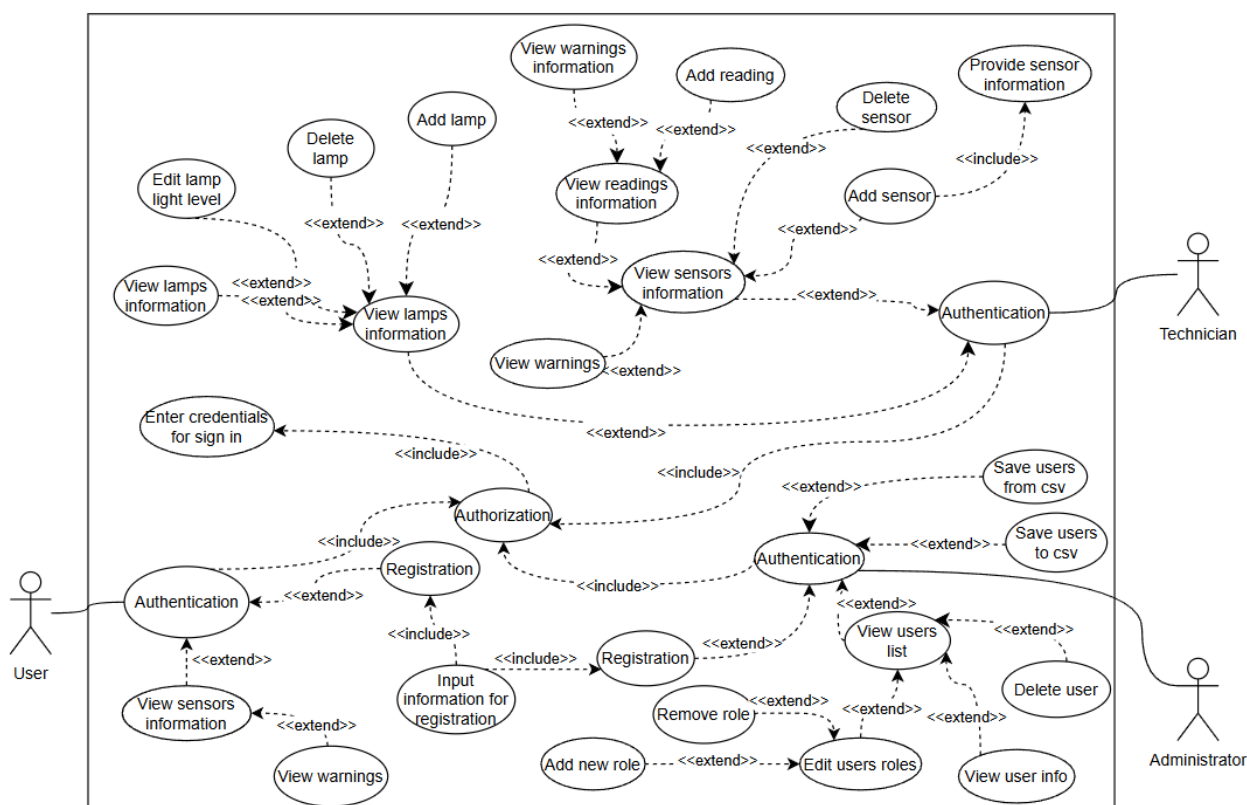 View warnings
information
Add reading
Provide sensor
information
Delete
sensor
Add lamp
<<extend>>
<<extend>>
Delete
lamp
<<extend>>
<<include>>
Edit lamp
light level
View readings
information
Add sensor
<<extend>>
<<extend>>
<<extend>>
<<extend>>
View lamps
information
<<extend>>
<<extend>>
View sensors
information
<<extend>>
View lamps
information
Authentication
Technician
View warnings
<<extend>>
Enter credentials
for sign in
<<extend>>
<<include>>
<<include>>
Save users
from csv
<<extend>>
Authorization
Save users
to csv
<<extend>>
<<include>>
Authentication
Registration
<<include>>
Authentication
<<extend>>
<<extend>>
View users
list
<<include>>
<<extend>>
<<extend>>
User
<<extend>>
<<include>>
Registration
Input
information for
registration
Delete user
View sensors
information
Remove role
<<extend>>
<<extend>>
<<extend>>
<<extend>>
Administrator
View warnings
Add new role
<<extend>>
Edit users roles
View user info